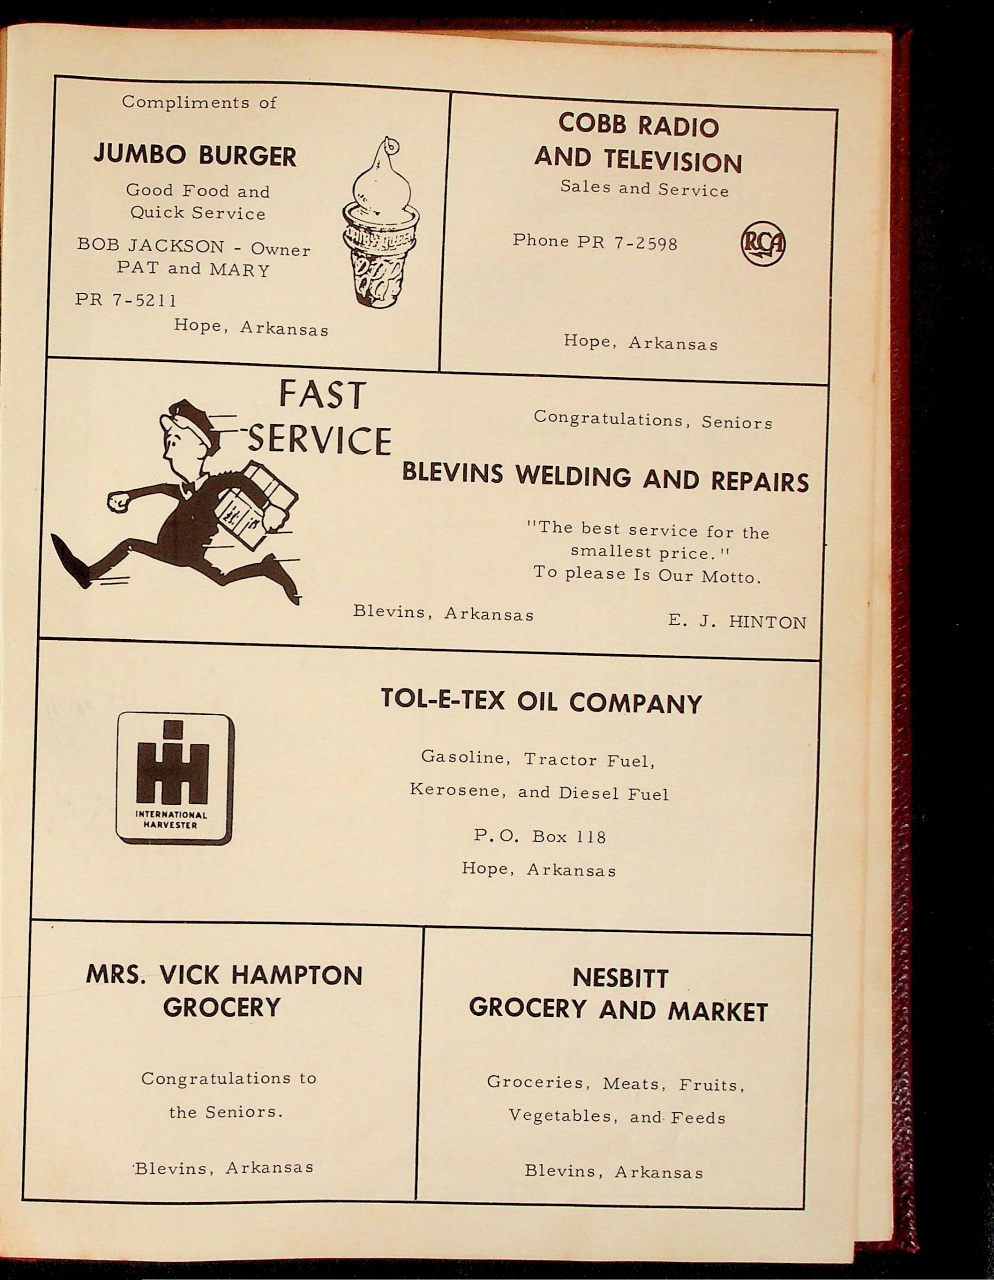 Compliments of
JUMBO BURGER
Good Food and
Quick Service
BOB JACKSON - Owner
PAT and MARY
PR 7-5211
Hope, Arkansas
COBB RADIO
AND TELEVISION
Sales and Service
Phone PR 7-2598
RCA
Hope, Arkansas
FAST
SERVICE
Congratulations, Seniors
BLEVINS WELDING AND REPAIRS
"The best service for the
smallest price."
To please Is Our Motto.
Blevins, Arkansas
E. J. HINTON
TOL-E-TEX OIL COMPANY
IH
INTERNATIONAL
HARVESTER
Gasoline, Tractor Fuel,
Kerosene, and Diesel Fuel
P.O. Box 118
Hope, Arkansas
MRS. VICK HAMPTON
GROCERY
Congratulations to
the Seniors.
Blevins, Arkansas
NESBITT
GROCERY AND MARKET
Groceries, Meats, Fruits,
Vegetables, and Feeds
Blevins, Arkansas